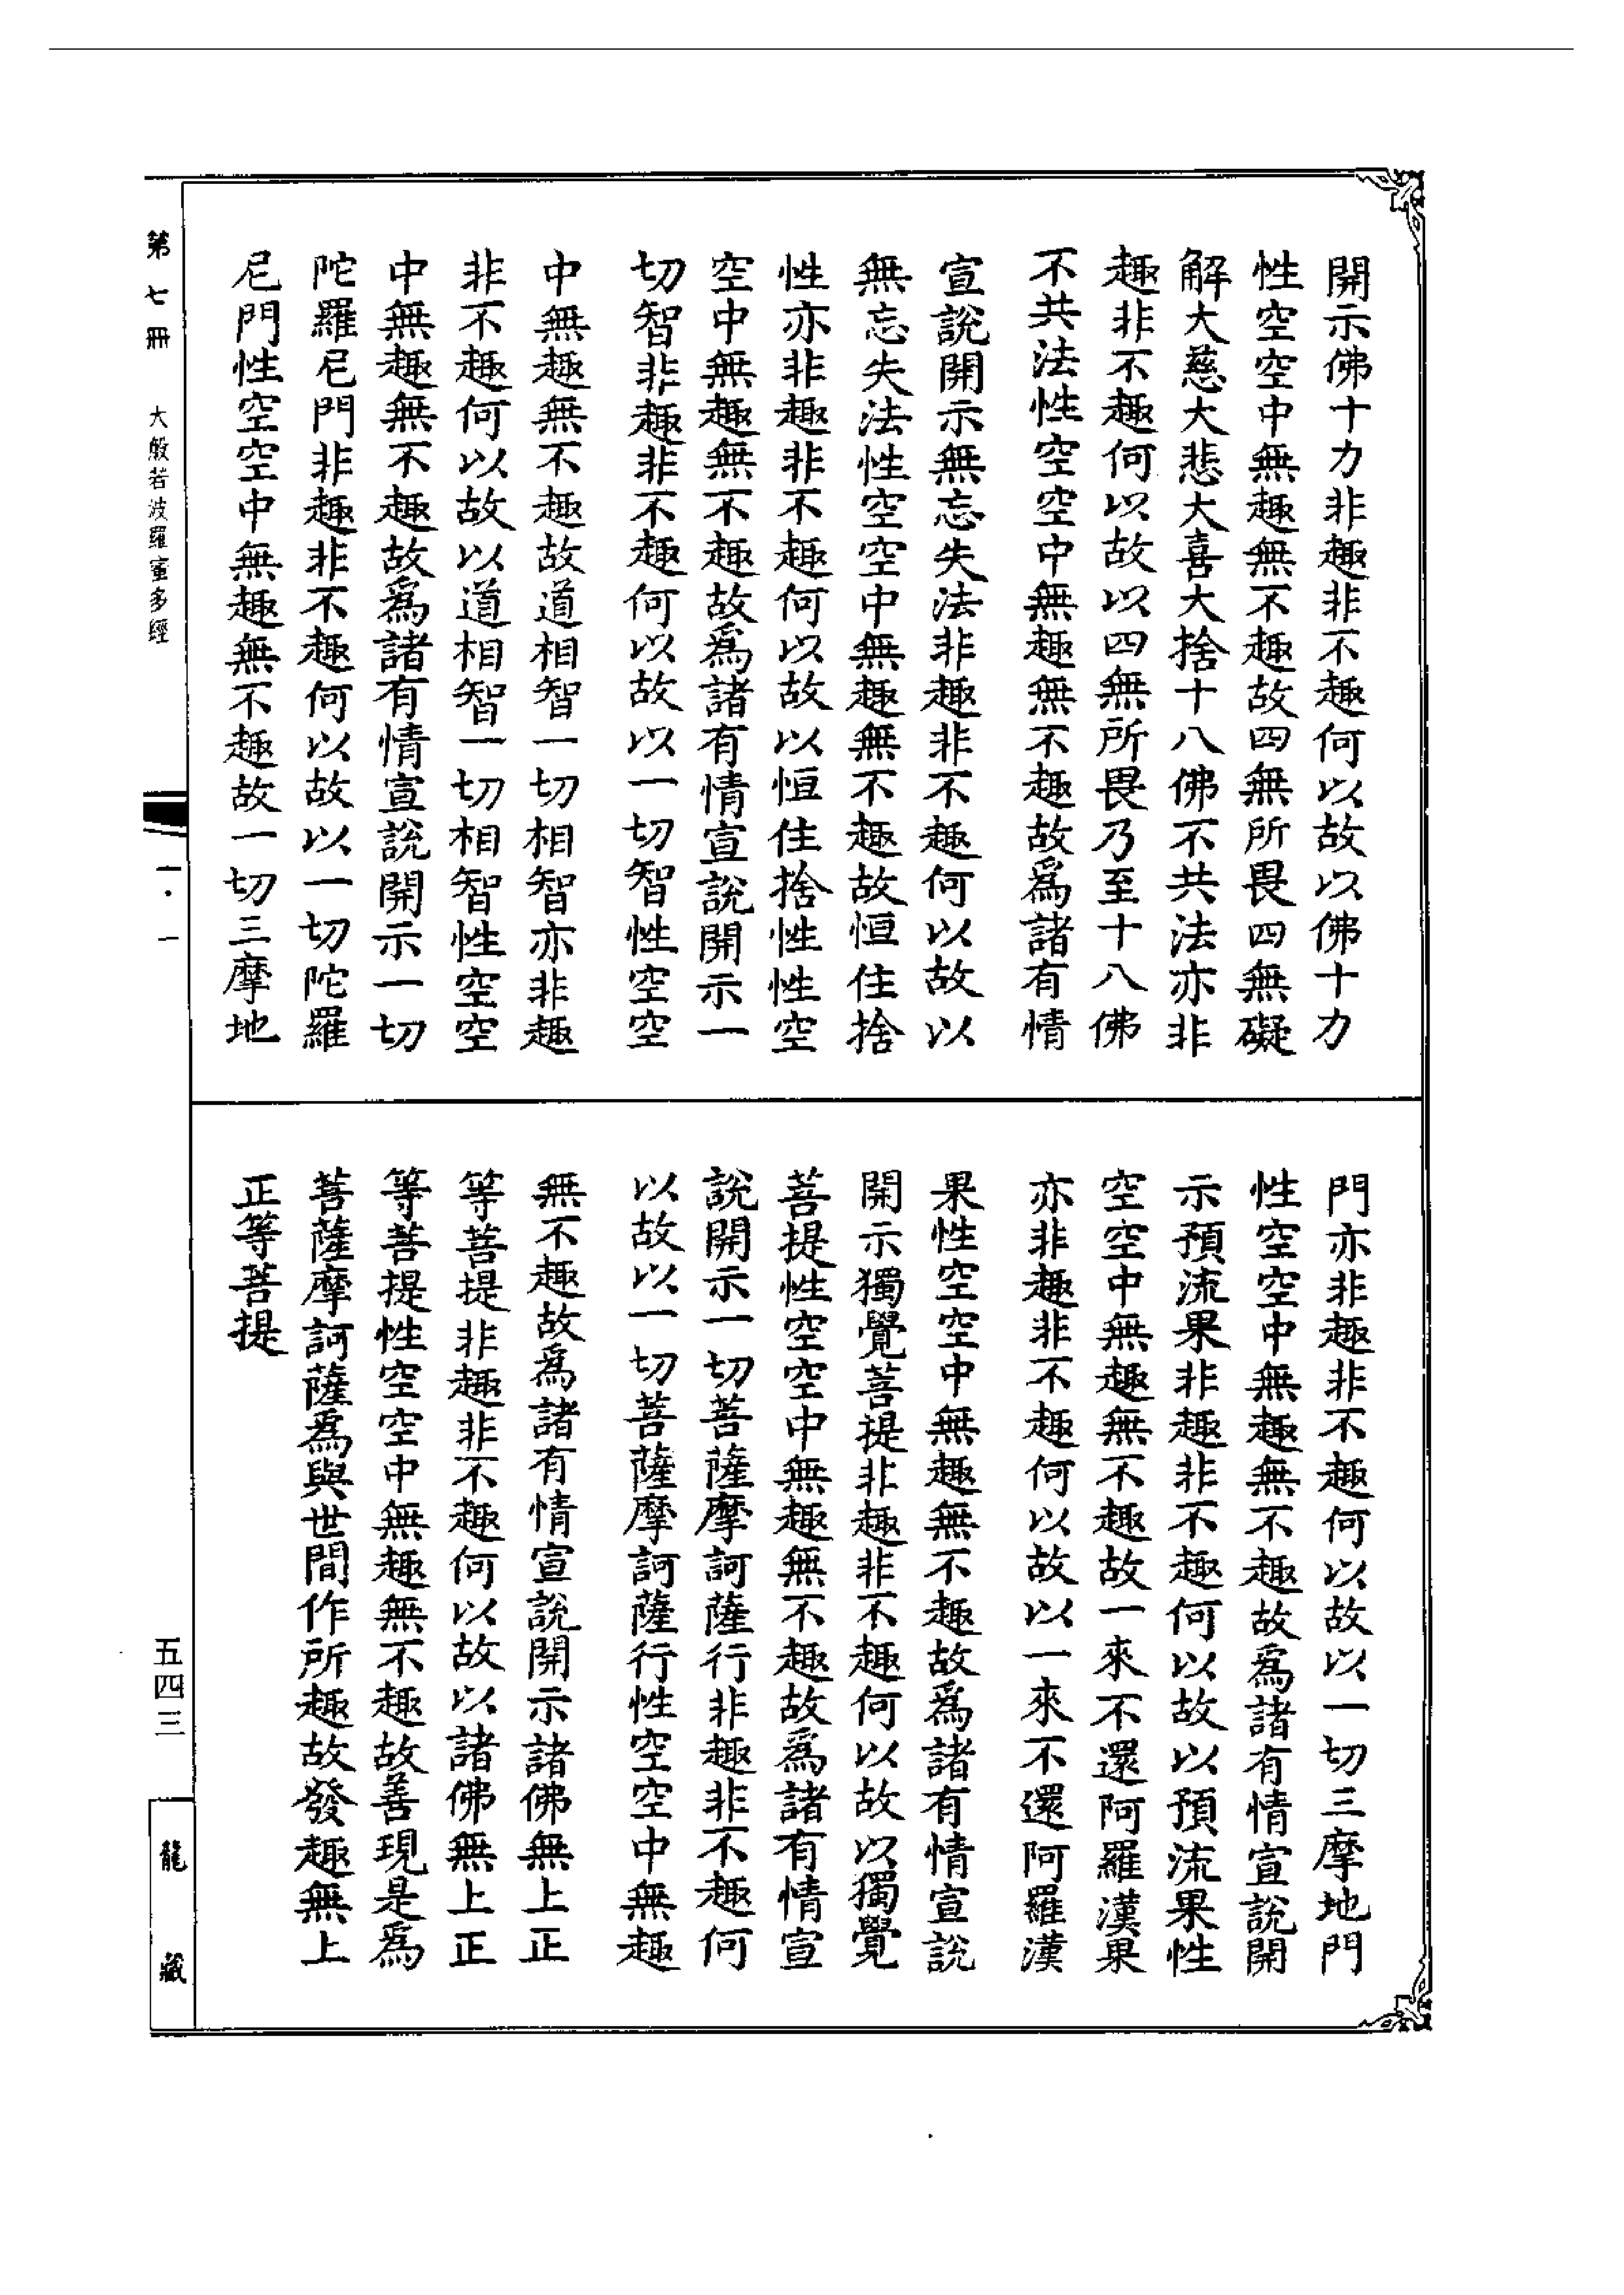 開示佛十力非趣非不趣何以故以佛十力
性空空中無趣無不趣故四無所畏四無礙
解大慈大悲大喜大捨十八佛不共法亦非
趣非不趣何以故以四無所畏乃至十八佛
不共法性空空中無趣無不趣故爲諸有情
宣說開示無忘失法非趣非不趣何以故以
無忘失法性空空中無趣無不趣故恒住捨
性亦非趣非不趣何以故以恒住捨性性空
空中無趣無不趣故爲諸有情宣說開示一
切智非趣非不趣何以故以一切智性空空
中無趣無不趣故道相智一切相智亦非趣
非不趣何以故以道相智一切相智性空空
中無趣無不趣故爲諸有情宣說開示一切
陀羅尼門非趣非不趣何以故以一切陀羅
尼門性空空中無趣無不趣故一切三摩地
門亦非趣非不趣何以故以一切三摩地門
性空空中無趣無不趣故爲諸有情宣說開
示預流果非趣非不趣何以故以預流果性
空空中無趣無不趣故一來不還阿羅漢果
亦非趣非不趣何以故以一來不還阿羅漢
果性空空中無趣無不趣故爲諸有情宣說
開示獨覺菩提非趣非不趣何以故以獨覺
菩提性空空中無趣無不趣故爲諸有情宣
說開示一切菩薩摩訶薩行非趣非不趣何
以故以一切菩薩摩訶薩行性空空中無趣
無不趣故爲諸有情宣說開示諸佛無上正
等菩提非趣非不趣何以故以諸佛無上正
等菩提性空空中無趣無不趣故善現是爲
菩薩摩訶薩爲與世間作所趣故發趣無上
正等菩提
第七冊 大般若波羅蜜多經
一·一
五四三
龍藏